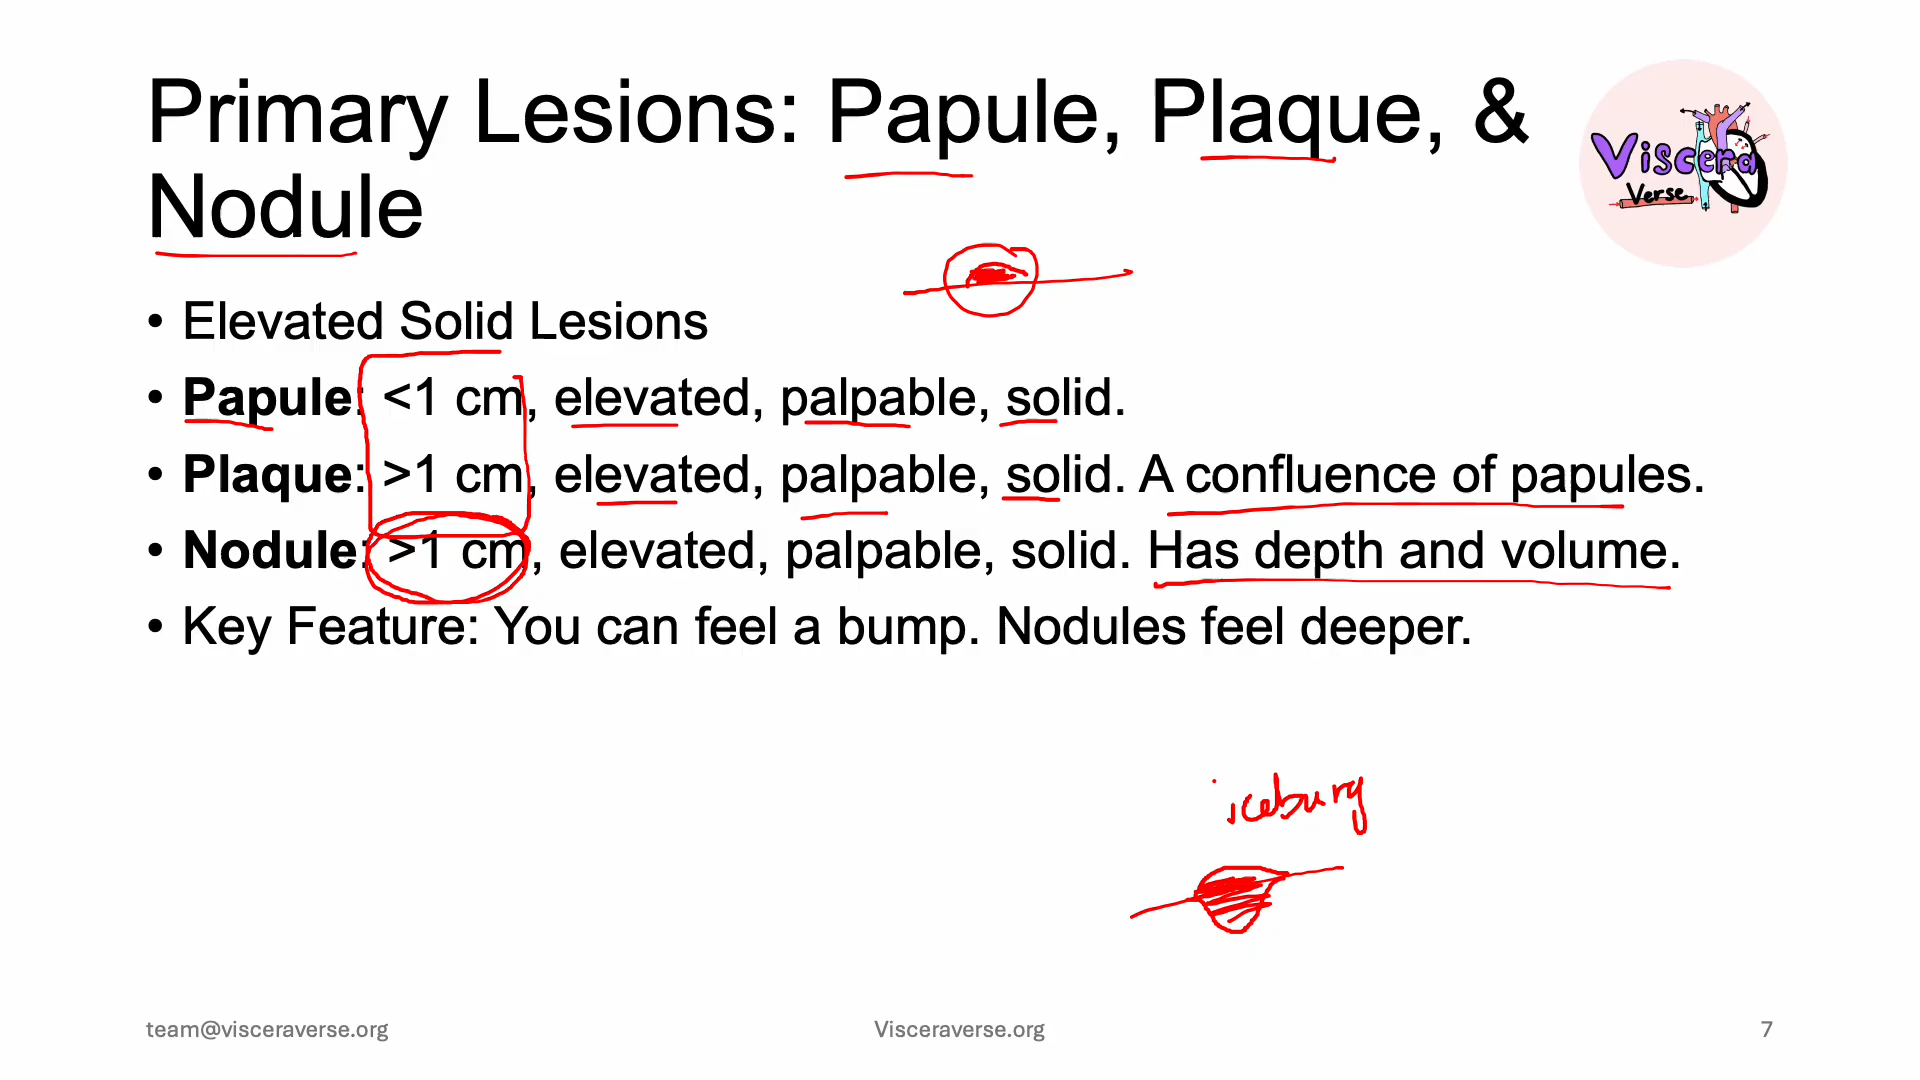 Primary Lesions: Papule, Plaque, &
Nodule
Viscera
Verse
• Elevated Solid Lesions
• Papule: <1 cm, elevated, palpable, solid.
• Plaque: >1 cm, elevated, palpable, solid. A confluence of papules.
• Nodule: >1 cm, elevated, palpable, solid. Has depth and volume.
• Key Feature: You can feel a bump. Nodules feel deeper.
iceburg
team@visceraverse.org
Visceraverse.org
7